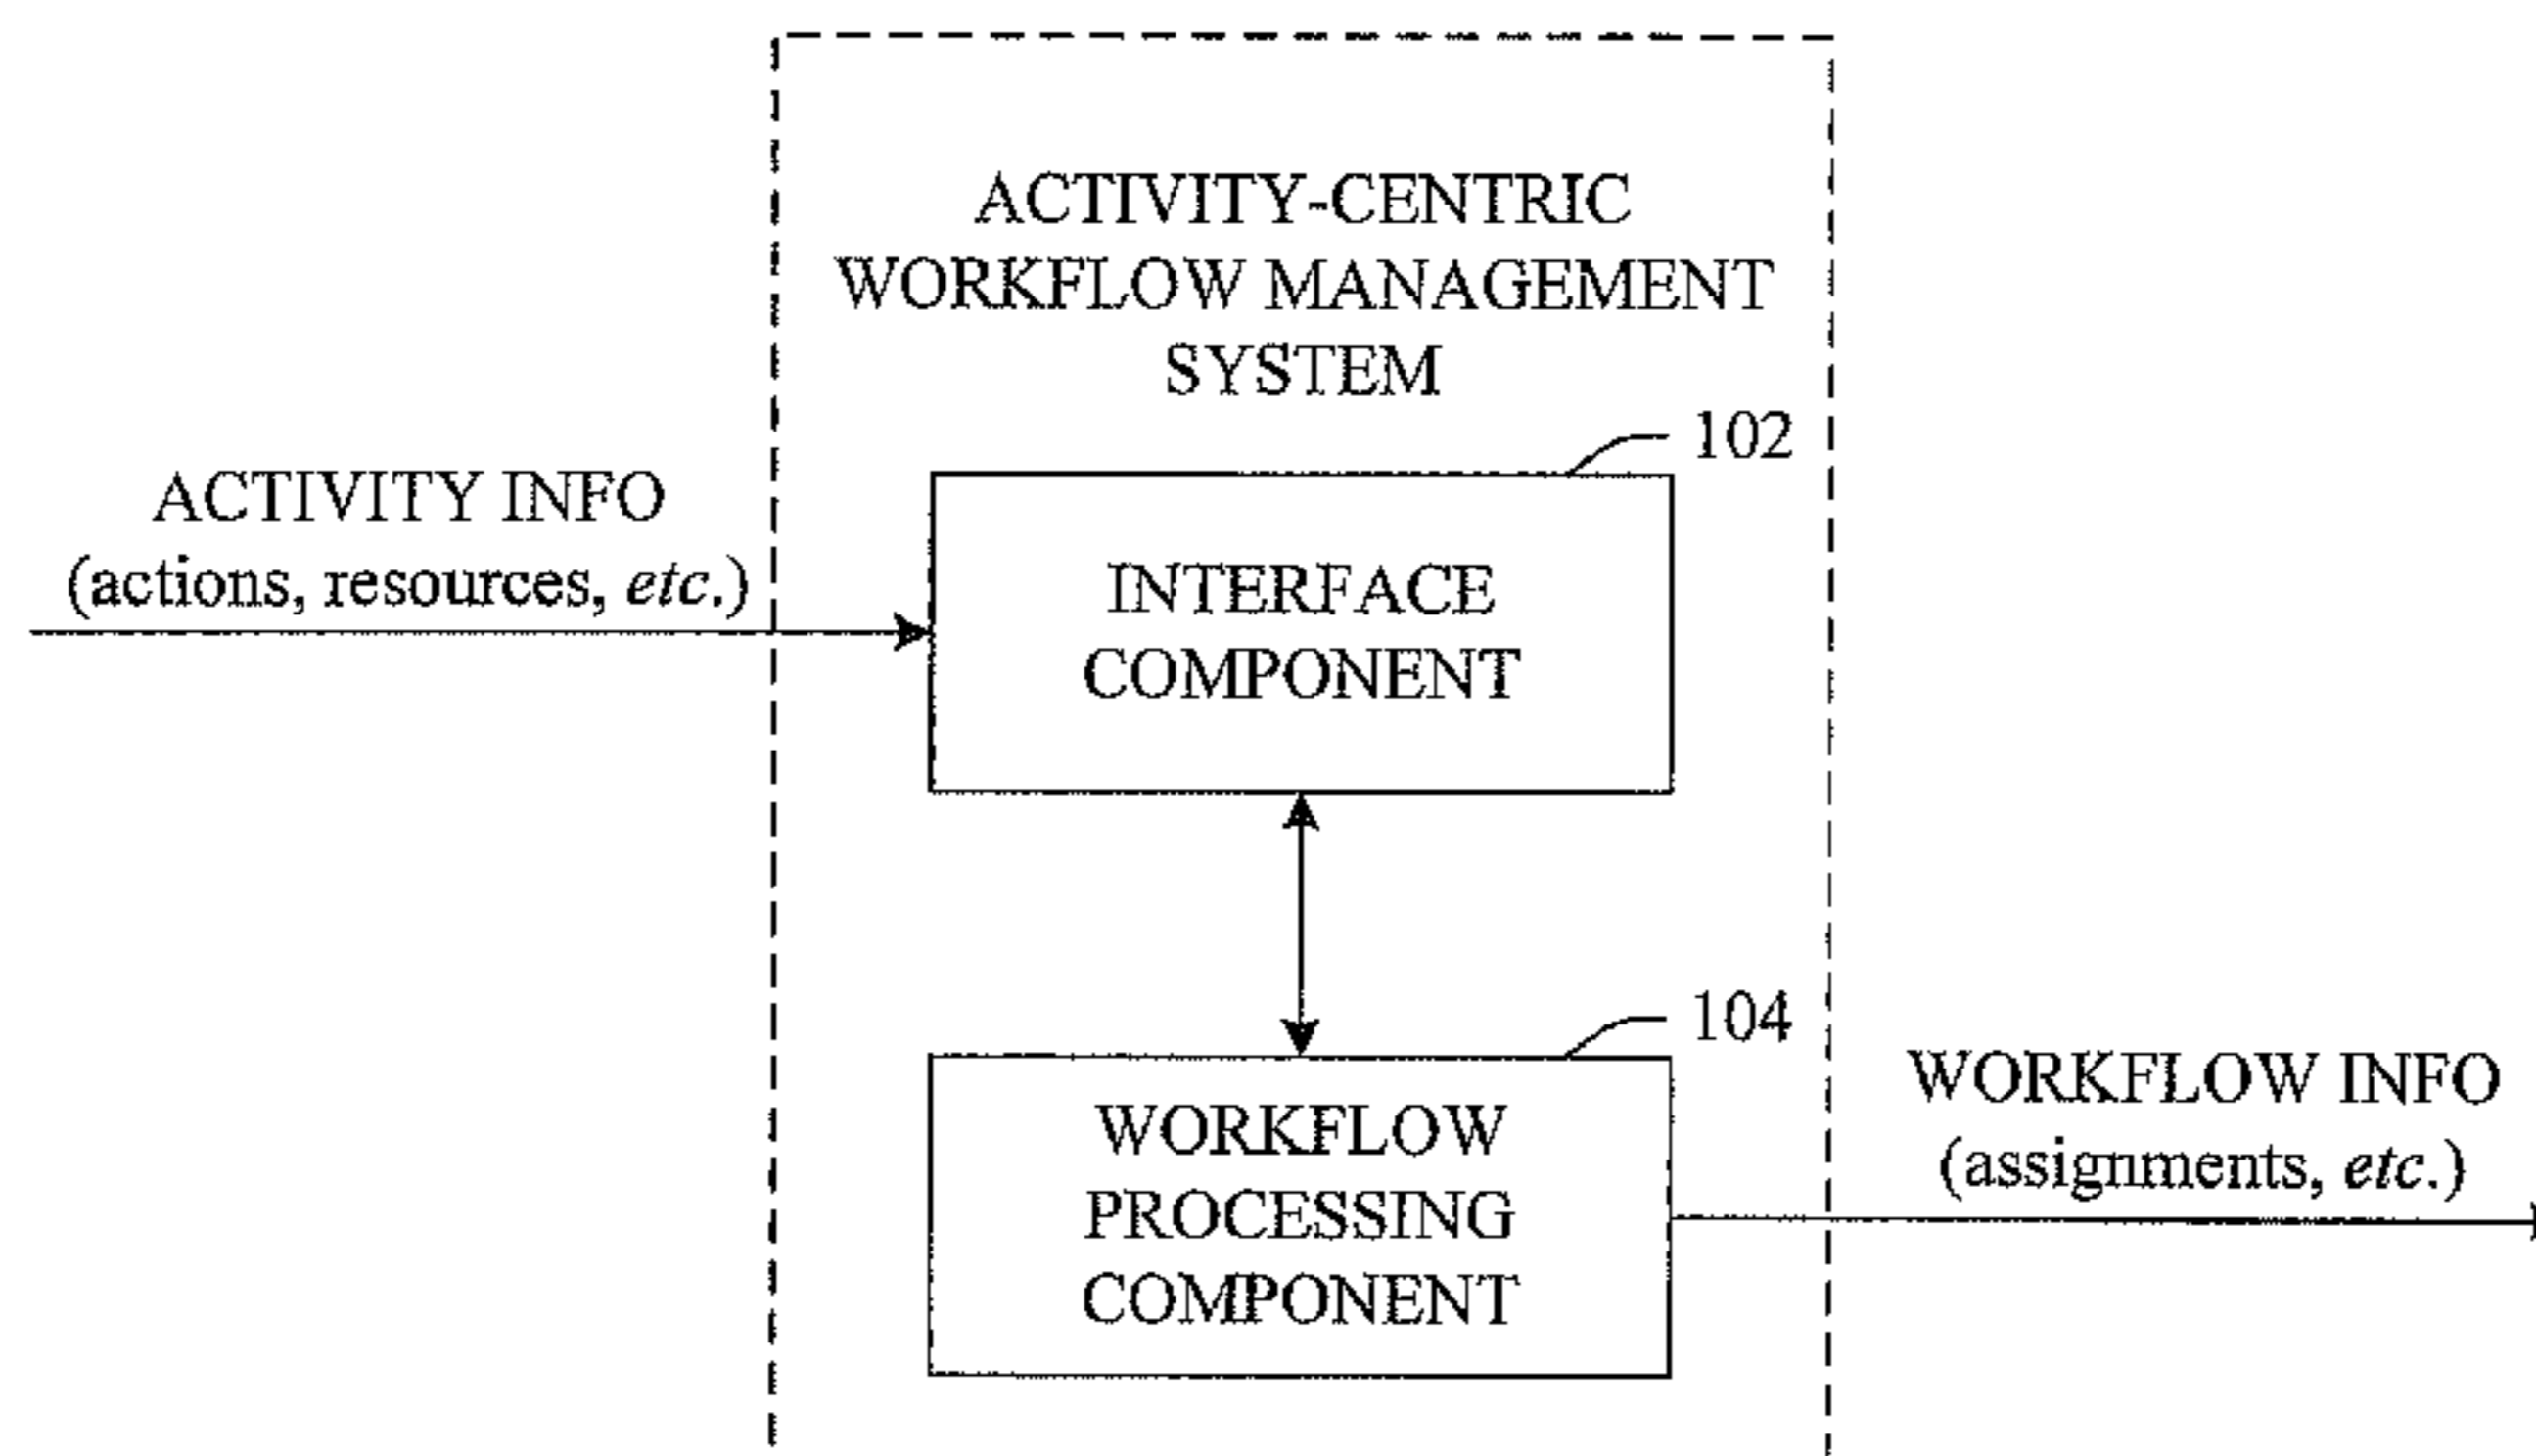 ACTIVITY-CENTRIC
WORKFLOW MANAGEMENT
SYSTEM
102
ACTIVITY INFO
(actions, resources, etc.)
INTERFACE
COMPONENT
104
WORKFLOW
PROCESSING
COMPONENT
WORKFLOW INFO
(assignments, etc.)